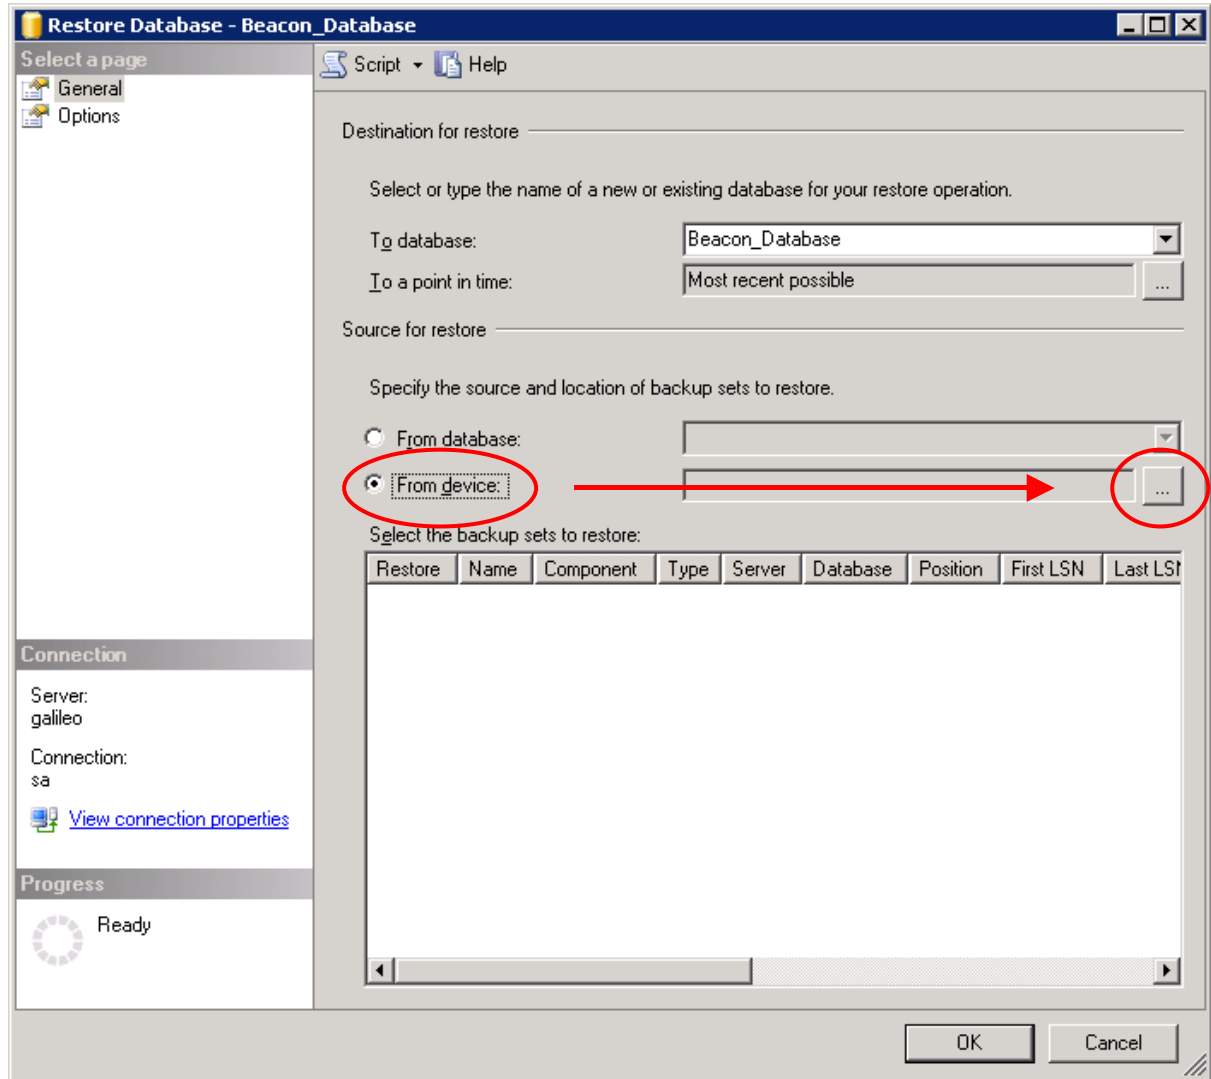 Restore Database - Beacon_Database
Select a page
General
Options
Script
Help
Destination for restore
Select or type the name of a new or existing database for your restore operation.
To database:
Beacon_Database
To a point in time:
Most recent possible
...
Source for restore
Specify the source and location of backup sets to restore.
From database:
From device:
...
Select the backup sets to restore:
Restore Name Component Type Server Database Position First LSN Last LSN
Connection
Server:
galileo
Connection:
sa
View connection properties
Progress
Ready
OK
Cancel